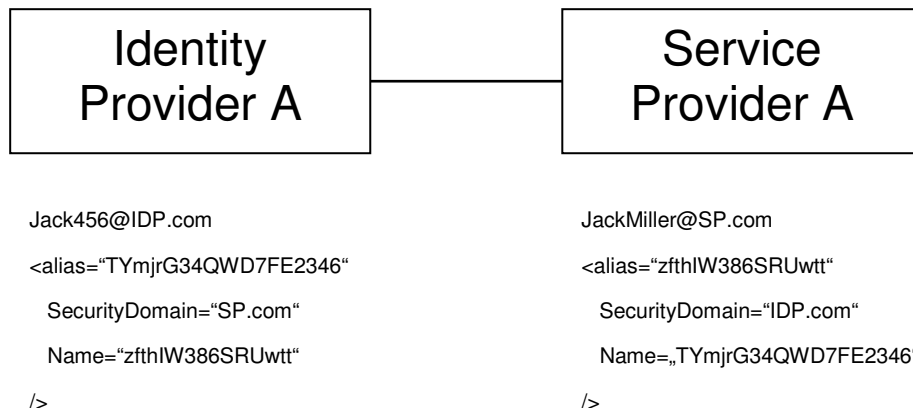 Identity
Provider A
Service
Provider A
Jack456@IDP.com
<alias=“TYmjrG34QWD7FE2346“
SecurityDomain=“SP.com“
Name=“zfthIW386SRUwtt“
/>
JackMiller@SP.com
<alias=“zfthIW386SRUwtt“
SecurityDomain=“IDP.com“
Name=„TYmjrG34QWD7FE2346“
/>